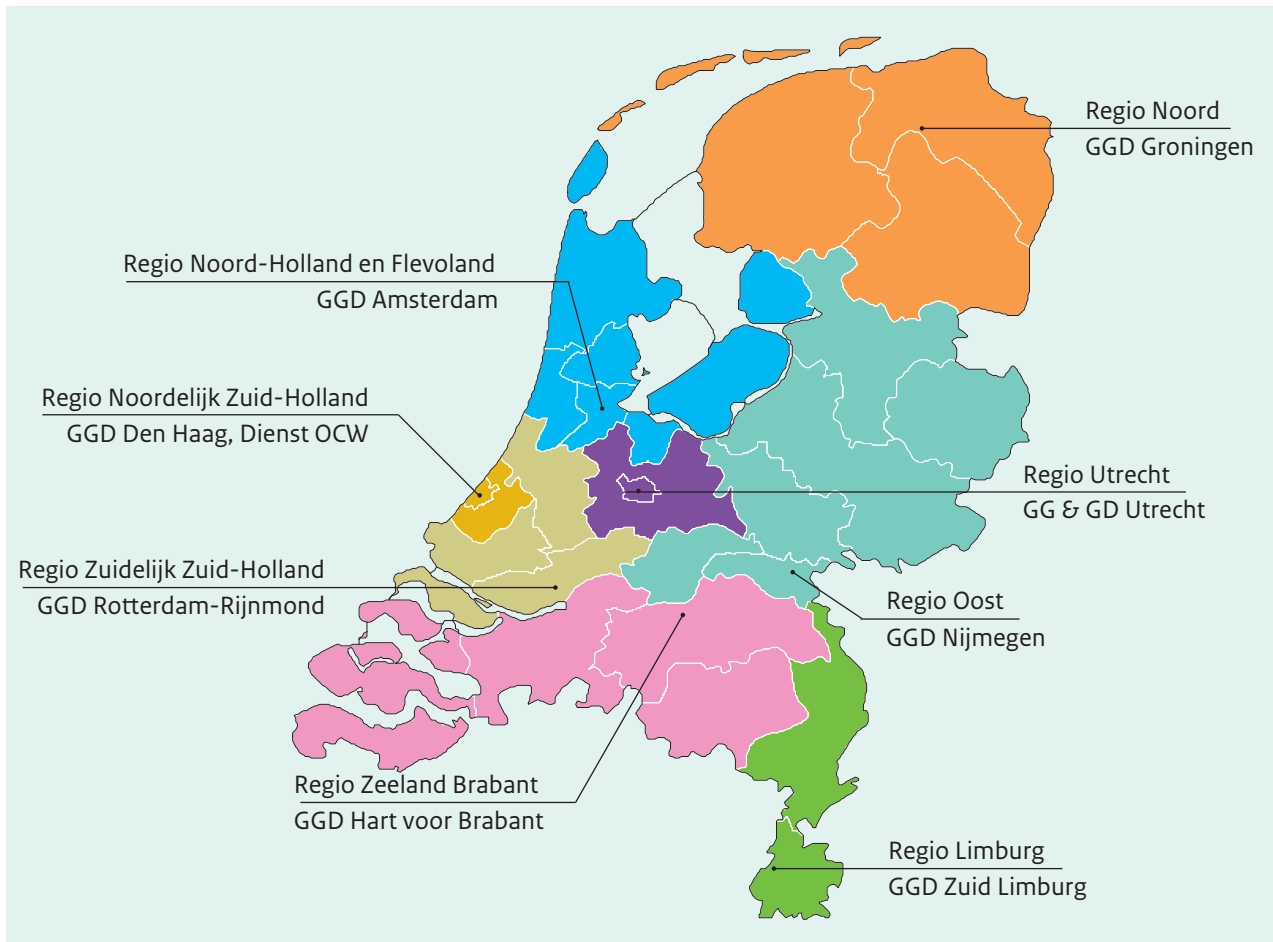 Regio Noord
GGD Groningen
Regio Noord-Holland en Flevoland
GGD Amsterdam
Regio Noordelijk Zuid-Holland
GGD Den Haag, Dienst OCW
Regio Utrecht
GG & GD Utrecht
Regio Zuidelijk Zuid-Holland
GGD Rotterdam-Rijnmond
Regio Oost
GGD Nijmegen
Regio Zeeland Brabant
GGD Hart voor Brabant
Regio Limburg
GGD Zuid Limburg